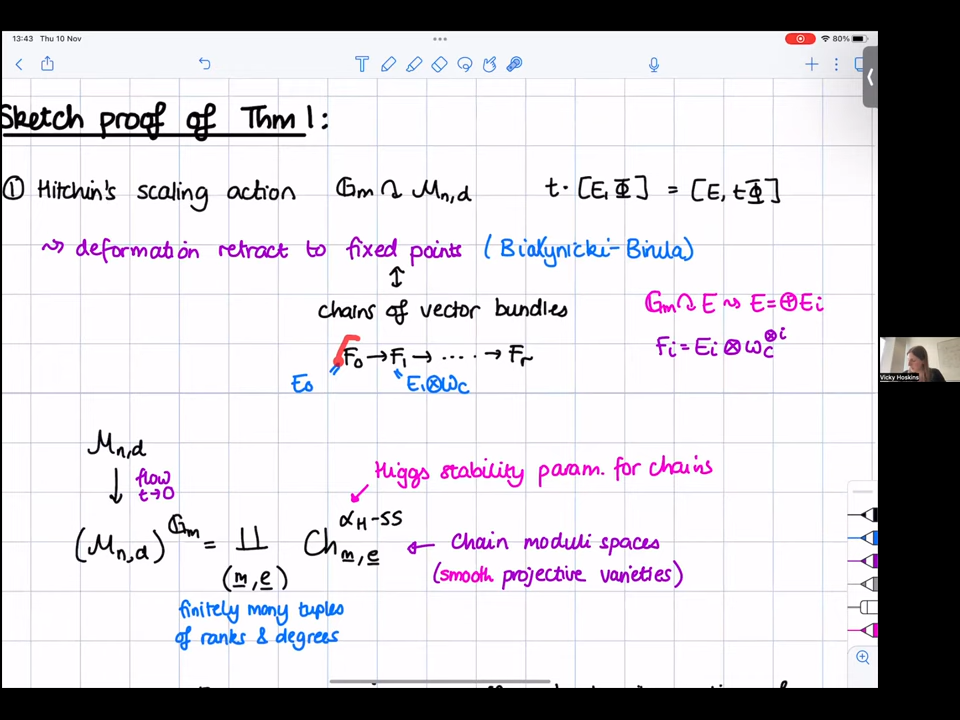 13:43 Thu 10 Nov
80%
Sketch proof of Thm 1:
① Hitchin's scaling action 𝔾m ↷ ℳn,d t·[E,Φ] = [E,tΦ]
⇝ deformation retract to fixed points (Białynicki-Birula)
↕
chains of vector bundles
𝔾m ↷ E ⇝ E = ⊕Ei
F0 → F1 → ···· → Fr
Fi = Ei ⊗ ωC^⊗i
E0 E1⊗ωC
ℳn,d
↓ flow t→0
Higgs stability param. for chains
(ℳn,d)^𝔾m = ∐ Ch m,e αH-ss ← Chain moduli spaces
(m,e) (smooth projective varieties)
finitely many tuples
of ranks & degrees
Vicky Hoskins